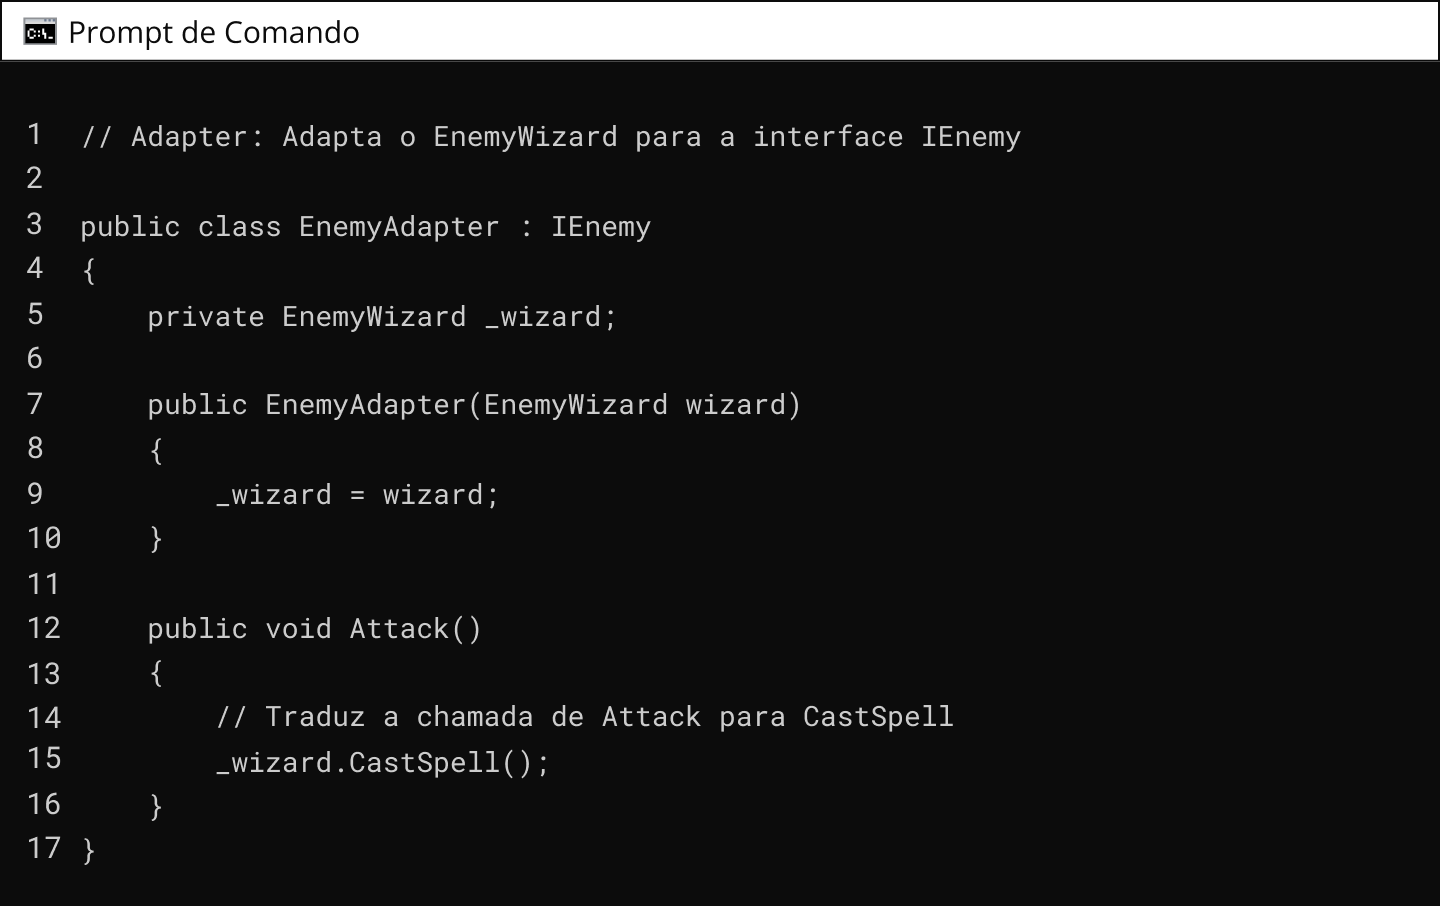 Prompt de Comando
1 // Adapter: Adapta o EnemyWizard para a interface IEnemy
2
3 public class EnemyAdapter : IEnemy
4 {
5     private EnemyWizard _wizard;
6
7     public EnemyAdapter(EnemyWizard wizard)
8     {
9         _wizard = wizard;
10     }
11
12     public void Attack()
13     {
14         // Traduz a chamada de Attack para CastSpell
15         _wizard.CastSpell();
16     }
17 }